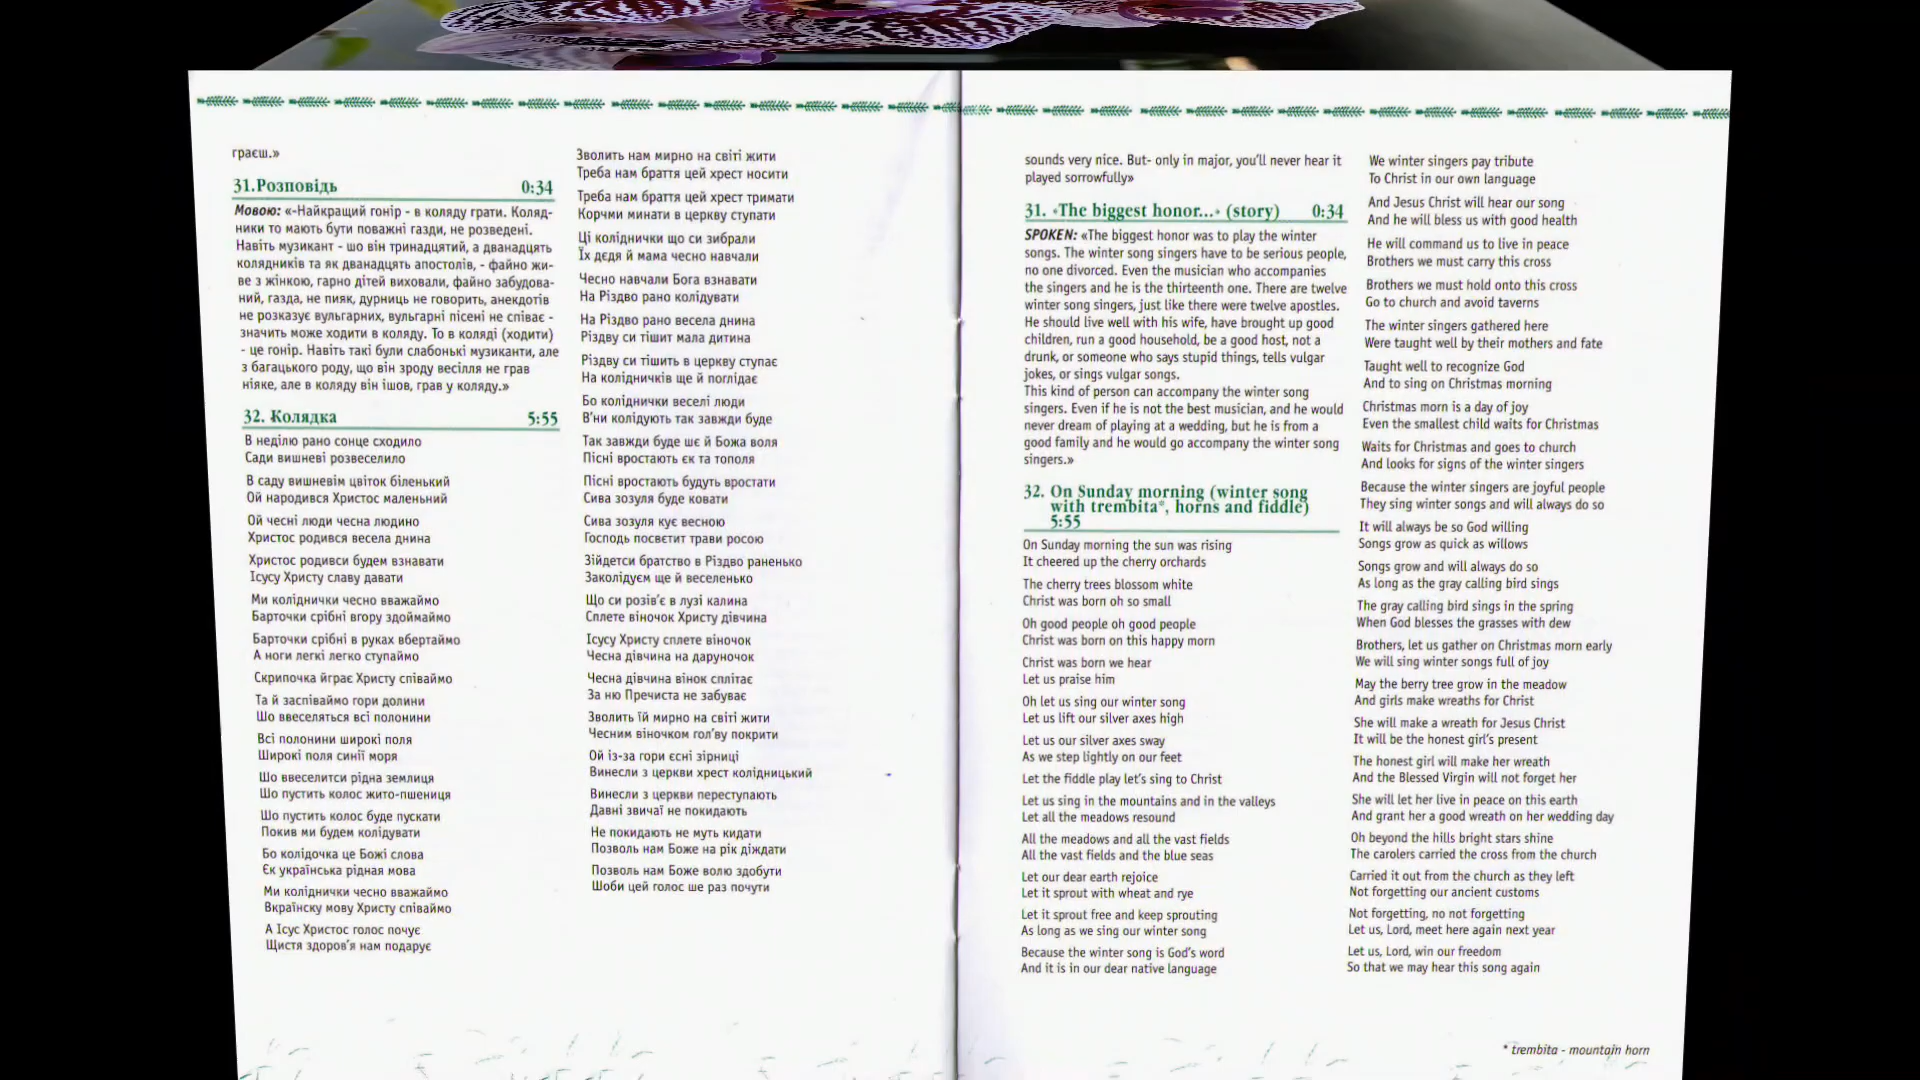 граєш.»
31.Розповідь 0:34
Мовою: «-Найкращий гонір - в коляду грати. Коляд-
ники то мають бути поважні газди, не розведені.
Навіть музикант - шо він тринадцятий, а дванадцять
колядників та як дванадцять апостолів, - файно жи-
ве з жінкою, гарно дітей виховали, файно забудова-
ний, газда, не пияк, дурниць не говорить, анекдотів
не розказує вульгарних, вульгарні пісені не співає -
значить може ходити в коляду. То в коляді (ходити)
- це гонір. Навіть такі були слабонькі музиканти, але
з багацького роду, що він зроду весілля не грав
ніяке, але в коляду він ішов, грав у коляду.»
32. Колядка 5:55
В неділю рано сонце сходило
Сади вишневі розвеселило
В саду вишневім цвіток біленький
Ой народився Христос маленьний
Ой чесні люди чесна людино
Христос родився весела днина
Христос родивси будем взнавати
Ісусу Христу славу давати
Ми коліднички чесно вважаймо
Барточки срібні вгору здоймаймо
Барточки срібні в руках вбертаймо
А ноги легкі легко ступаймо
Скрипочка йграє Христу співаймо
Та й заспіваймо гори долини
Шо ввеселяться всі полонини
Всі полонини широкі поля
Широкі поля синії моря
Шо ввеселитси рідна землиця
Шо пустить колос жито-пшениця
Шо пустить колос буде пускати
Покив ми будем колідувати
Бо колідочка це Божі слова
Єк українська рідная мова
Ми коліднички чесно вважаймо
Вкраїнску мову Христу співаймо
А Ісус Христос голос почує
Щистя здоров'я нам подарує
Зволить нам мирно на світі жити
Треба нам браття цей хрест носити
Треба нам браття цей хрест тримати
Корчми минати в церкву ступати
Ці коліднички що си зибрали
Їх дєдя й мама чесно навчали
Чесно навчали Бога взнавати
На Різдво рано колідувати
На Різдво рано весела днина
Різдву си тішит мала дитина
Різдву си тішить в церкву ступає
На колідничків ще й поглідає
Бо коліднички веселі люди
В'ни колідують так завжди буде
Так завжди буде шє й Божа воля
Пісні вростають єк та тополя
Пісні вростають будуть вростати
Сива зозуля буде ковати
Сива зозуля кує весною
Господь посвєтит трави росою
Зійдетси братство в Різдво раненько
Заколідуєм ще й веселенько
Що си розів'є в лузі калина
Сплете віночок Христу дівчина
Ісусу Христу сплете віночок
Чесна дівчина на даруночок
Чесна дівчина вінок сплітає
За ню Пречиста не забуває
Зволить їй мирно на світі жити
Чесним віночком гол'ву покрити
Ой із-за гори єсні зірниці
Винесли з церкви хрест колідницький
Винесли з церкви переступають
Давні звичаї не покидають
Не покидають не муть кидати
Позволь нам Боже на рік діждати
Позволь нам Боже волю здобути
Шоби цей голос ше раз почути
sounds very nice. But- only in major, you'll never hear it
played sorrowfully»
31. «The biggest honor...» (story) 0:34
SPOKEN: «The biggest honor was to play the winter
songs. The winter song singers have to be serious people,
no one divorced. Even the musician who accompanies
the singers and he is the thirteenth one. There are twelve
winter song singers, just like there were twelve apostles.
He should live well with his wife, have brought up good
children, run a good household, be a good host, not a
drunk, or someone who says stupid things, tells vulgar
jokes, or sings vulgar songs.
This kind of person can accompany the winter song
singers. Even if he is not the best musician, and he would
never dream of playing at a wedding, but he is from a
good family and he would go accompany the winter song
singers.»
32. On Sunday morning (winter song
with trembita*, horns and fiddle)
5:55
On Sunday morning the sun was rising
It cheered up the cherry orchards
The cherry trees blossom white
Christ was born oh so small
Oh good people oh good people
Christ was born on this happy morn
Christ was born we hear
Let us praise him
Oh let us sing our winter song
Let us lift our silver axes high
Let us our silver axes sway
As we step lightly on our feet
Let the fiddle play let's sing to Christ
Let us sing in the mountains and in the valleys
Let all the meadows resound
All the meadows and all the vast fields
All the vast fields and the blue seas
Let our dear earth rejoice
Let it sprout with wheat and rye
Let it sprout free and keep sprouting
As long as we sing our winter song
Because the winter song is God's word
And it is in our dear native language
We winter singers pay tribute
To Christ in our own language
And Jesus Christ will hear our song
And he will bless us with good health
He will command us to live in peace
Brothers we must carry this cross
Brothers we must hold onto this cross
Go to church and avoid taverns
The winter singers gathered here
Were taught well by their mothers and fate
Taught well to recognize God
And to sing on Christmas morning
Christmas morn is a day of joy
Even the smallest child waits for Christmas
Waits for Christmas and goes to church
And looks for signs of the winter singers
Because the winter singers are joyful people
They sing winter songs and will always do so
It will always be so God willing
Songs grow as quick as willows
Songs grow and will always do so
As long as the gray calling bird sings
The gray calling bird sings in the spring
When God blesses the grasses with dew
Brothers, let us gather on Christmas morn early
We will sing winter songs full of joy
May the berry tree grow in the meadow
And girls make wreaths for Christ
She will make a wreath for Jesus Christ
It will be the honest girl's present
The honest girl will make her wreath
And the Blessed Virgin will not forget her
She will let her live in peace on this earth
And grant her a good wreath on her wedding day
Oh beyond the hills bright stars shine
The carolers carried the cross from the church
Carried it out from the church as they left
Not forgetting our ancient customs
Not forgetting, no not forgetting
Let us, Lord, meet here again next year
Let us, Lord, win our freedom
So that we may hear this song again
* trembita - mountain horn